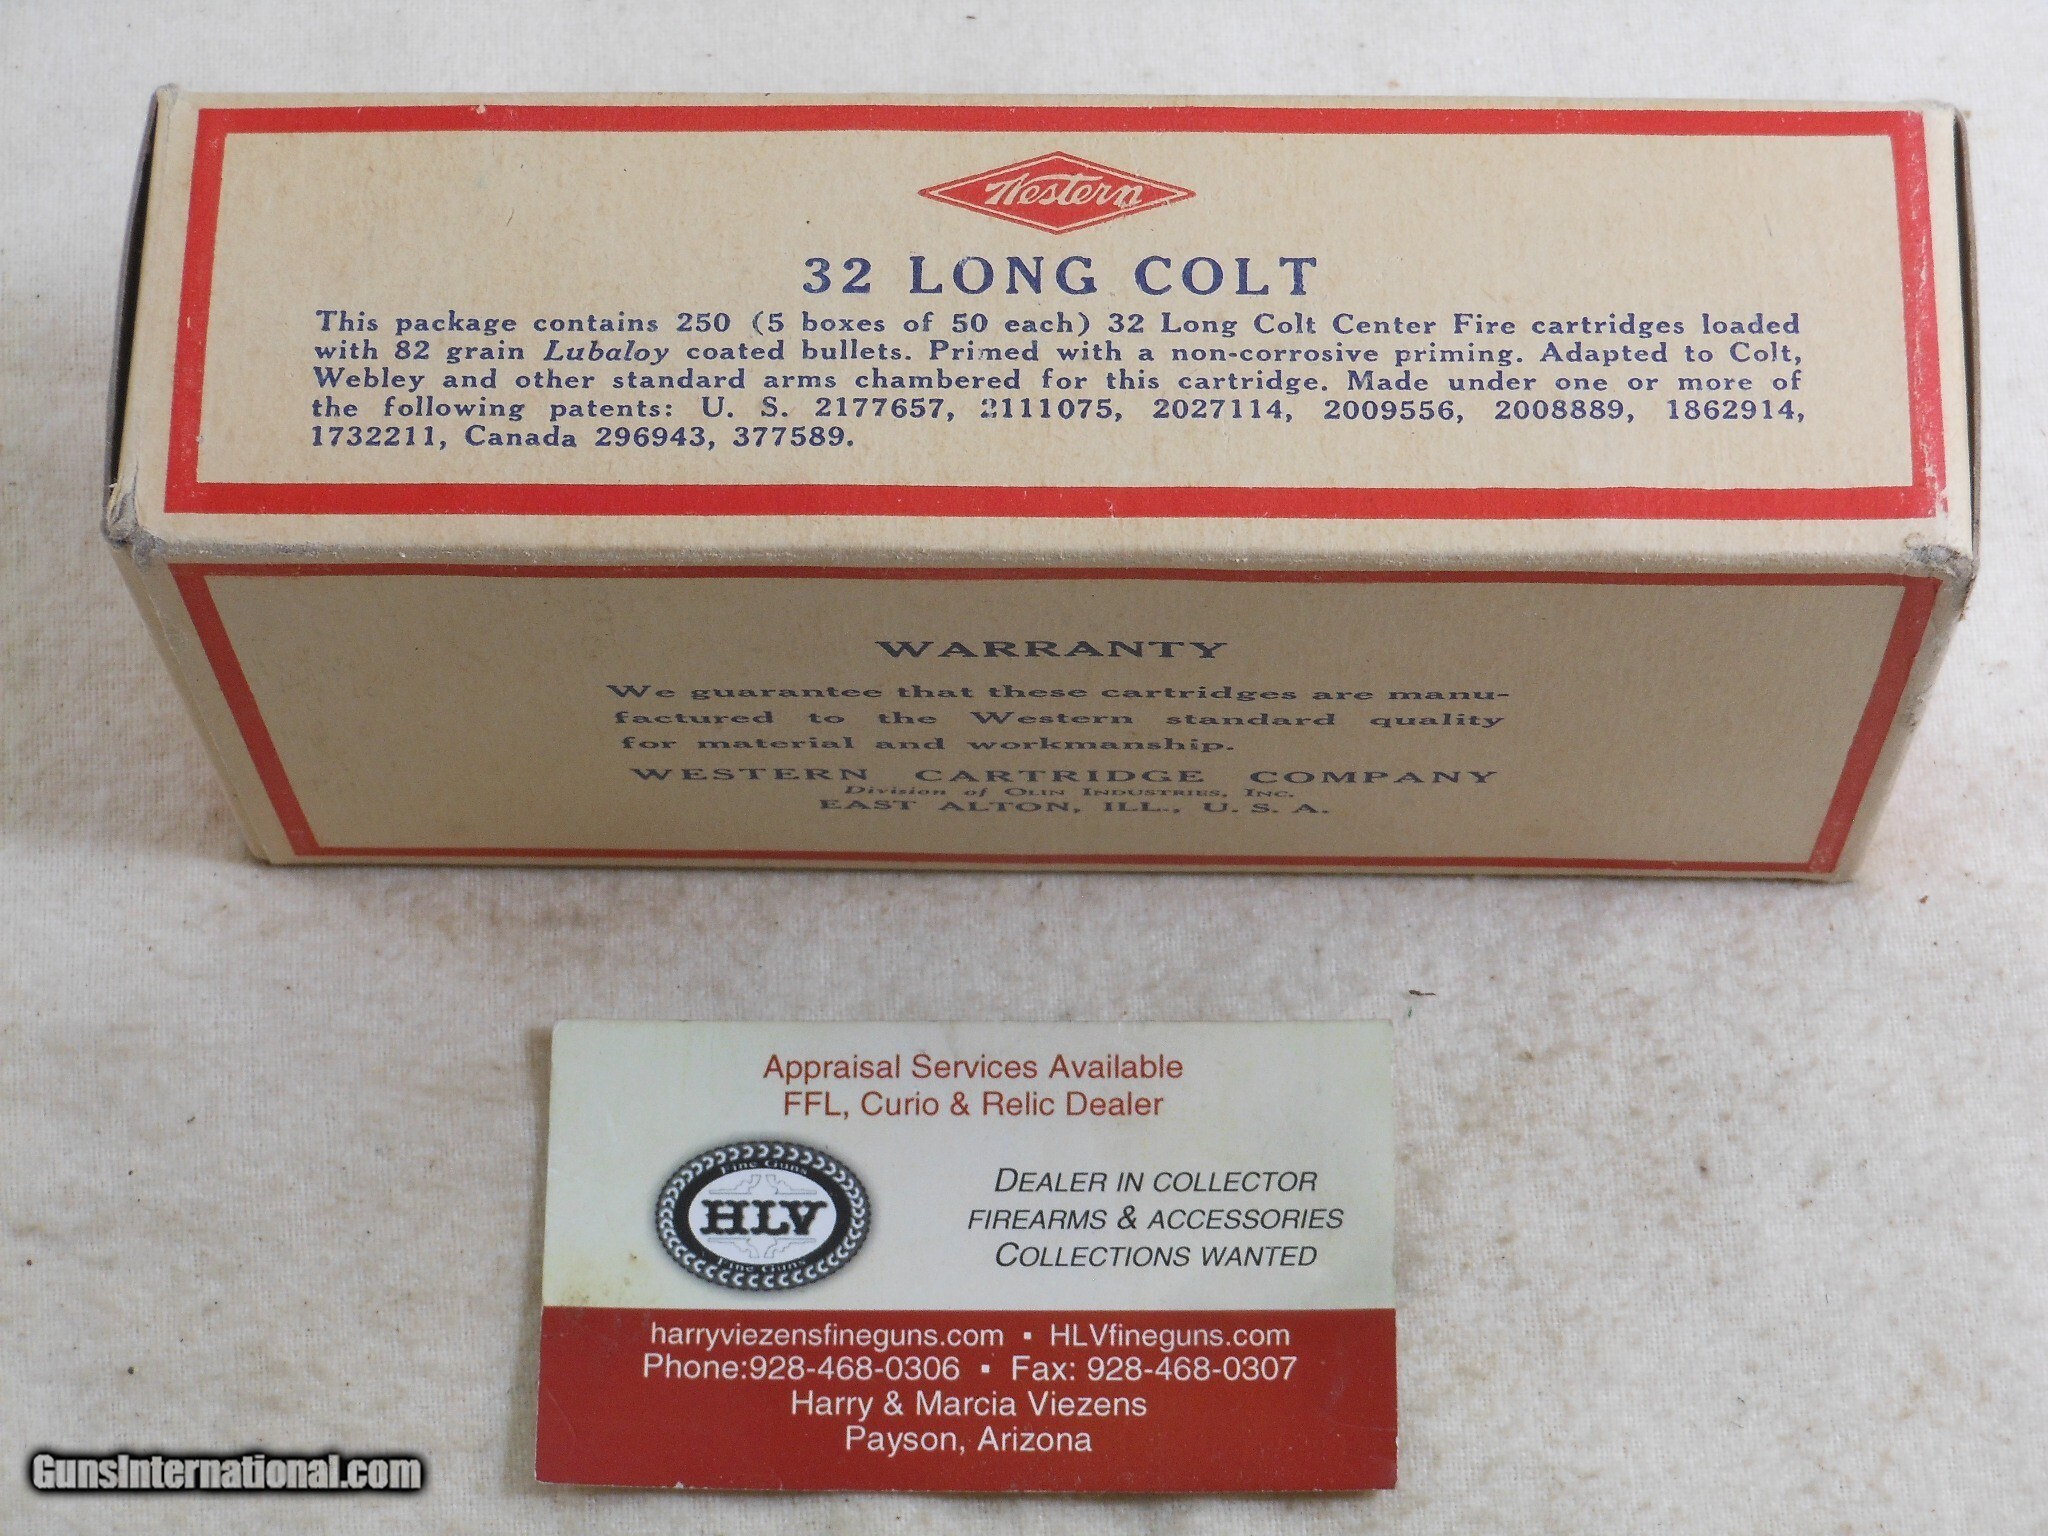 Western
32 LONG COLT
This package contains 250 (5 boxes of 50 each) 32 Long Colt Center Fire cartridges loaded
with 82 grain Lubaloy coated bullets. Primed with a non-corrosive priming. Adapted to Colt,
Webley and other standard arms chambered for this cartridge. Made under one or more of
the following patents: U. S. 2177657, 2111075, 2027114, 2009556, 2008889, 1862914,
1732211, Canada 296943, 377589.
WARRANTY
We guarantee that these cartridges are manu-
factured to the Western standard quality
for material and workmanship.
WESTERN CARTRIDGE COMPANY
Division of OLIN INDUSTRIES, INC.
EAST ALTON, ILL., U. S. A.
Appraisal Services Available
FFL, Curio & Relic Dealer
Fine Guns
HLV
Fine Guns
DEALER IN COLLECTOR
FIREARMS & ACCESSORIES
COLLECTIONS WANTED
harryviezensfineguns.com ▪ HLVfineguns.com
Phone:928-468-0306 ▪ Fax: 928-468-0307
Harry & Marcia Viezens
Payson, Arizona
GunsInternational.com